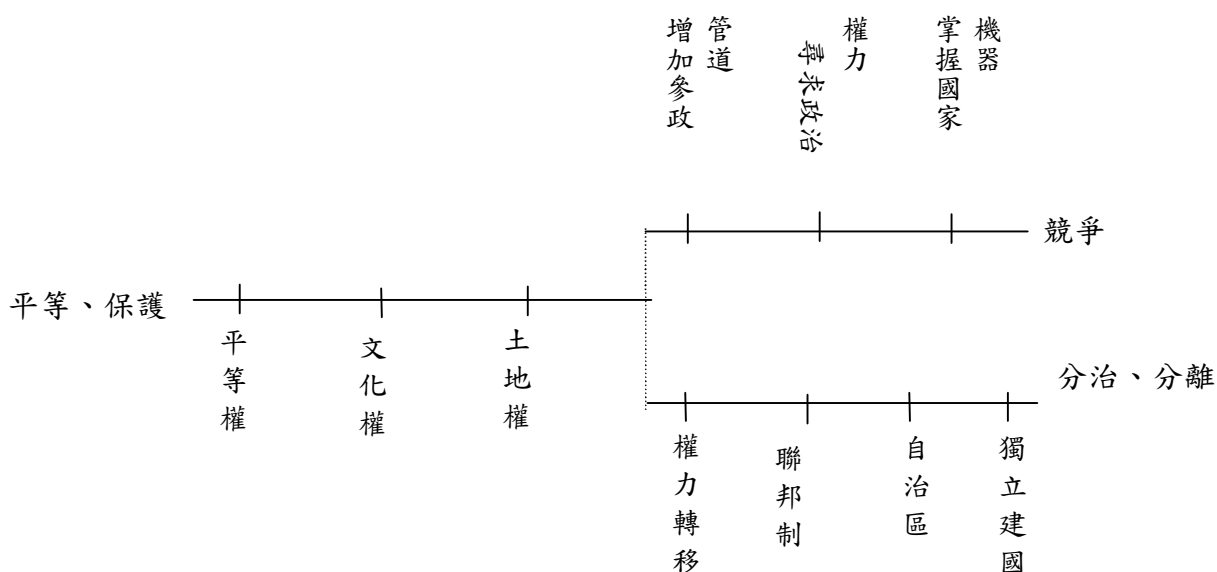 增加參政
管道
尋求政治
權力
掌握國家
機器
競爭
平等、保護
平等權
文化權
土地權
分治、分離
權力轉移
聯邦制
自治區
獨立建國